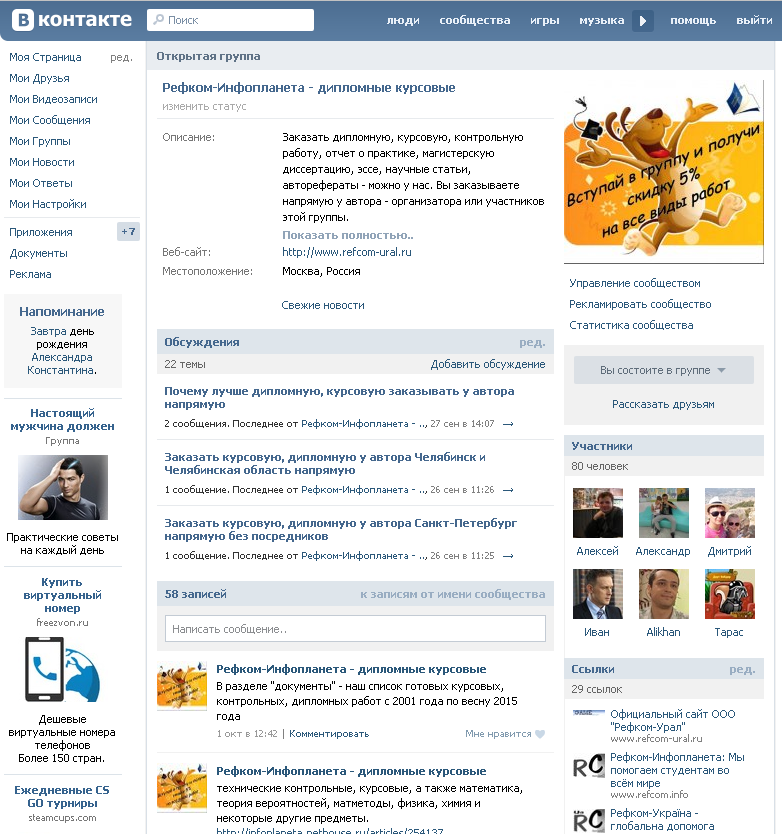 В контакте
Поиск
люди сообщества игры музыка помощь выйти
Моя Страница ред.
Мои Друзья
Мои Видеозаписи
Мои Сообщения
Мои Группы
Мои Новости
Мои Ответы
Мои Настройки
Приложения +7
Документы
Реклама
Напоминание
Завтра день
рождения
Александра
Константина.
Настоящий
мужчина должен
Группа
Практические советы
на каждый день
Купить
виртуальный
номер
freezvon.ru
Дешевые
виртуальные номера
телефонов
Более 150 стран.
Ежедневные CS
GO турниры
steamcups.com
Открытая группа
Рефком-Инфопланета - дипломные курсовые
изменить статус
Описание: Заказать дипломную, курсовую, контрольную
работу, отчет о практике, магистерскую
диссертацию, эссе, научные статьи,
авторефераты - можно у нас. Вы заказываете
напрямую у автора - организатора или участников
этой группы.
Показать полностью..
Веб-сайт: http://www.refcom-ural.ru
Местоположение: Москва, Россия
Свежие новости
Обсуждения ред.
22 темы Добавить обсуждение
Почему лучше дипломную, курсовую заказывать у автора
напрямую
2 сообщения. Последнее от Рефком-Инфопланета - .., 27 сен в 14:07 →
Заказать курсовую, дипломную у автора Челябинск и
Челябинская область напрямую
1 сообщение. Последнее от Рефком-Инфопланета - .., 26 сен в 11:26 →
Заказать курсовую, дипломную у автора Санкт-Петербург
напрямую без посредников
1 сообщение. Последнее от Рефком-Инфопланета - .., 26 сен в 11:25 →
58 записей к записям от имени сообщества
Написать сообщение..
Рефком-Инфопланета - дипломные курсовые
В разделе "документы" - наш список готовых курсовых,
контрольных, дипломных работ с 2001 года по весну 2015
года
1 окт в 12:42 | Комментировать Мне нравится
Рефком-Инфопланета - дипломные курсовые
технические контрольные, курсовые, а также математика,
теория вероятностей, матметоды, физика, химия и
некоторые другие предметы.
http://infoplaneta.nethouse.ru/articles/254137
Вступай в группу и получи
скидку 5%
на все виды работ
Управление сообществом
Рекламировать сообщество
Статистика сообщества
Вы состоите в группе
Рассказать друзьям
Участники
80 человек
Алексей Александр Дмитрий
Иван Alikhan Тарас
Ссылки ред.
29 ссылок
Официальный сайт ООО
"Рефком-Урал"
www.refcom-ural.ru
RC
Рефком-Инфопланета: Мы
помогаем студентам во
всём мире
www.refcom.info
RC
Рефком-Україна -
глобальна допомога